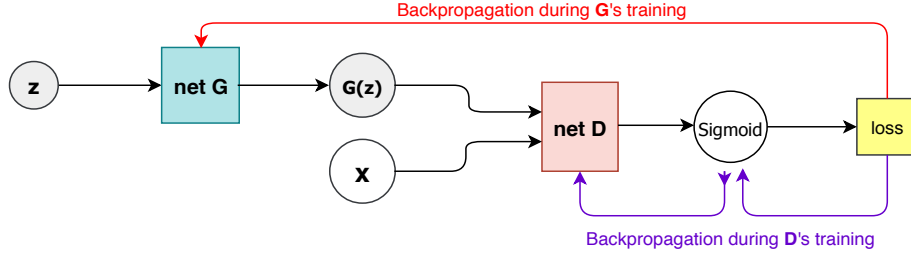 Backpropagation during G's training
z
net G
G(z)
X
net D
Sigmoid
loss
Backpropagation during D's training